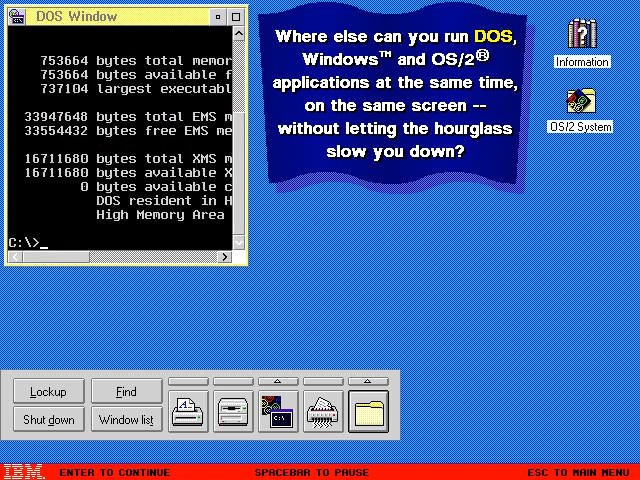 DOS Window
753664 bytes total memor
753664 bytes available f
737104 largest executabl
33947648 bytes total EMS m
33554432 bytes free EMS me
16711680 bytes total XMS m
16711680 bytes available X
0 bytes available c
DOS resident in H
High Memory Area
C:\>_
Where else can you run DOS,
Windows™ and OS/2®
applications at the same time,
on the same screen --
without letting the hourglass
slow you down?
Information
OS/2 System
Lockup
Find
Shut down
Window list
C:\
IBM.
ENTER TO CONTINUE
SPACEBAR TO PAUSE
ESC TO MAIN MENU